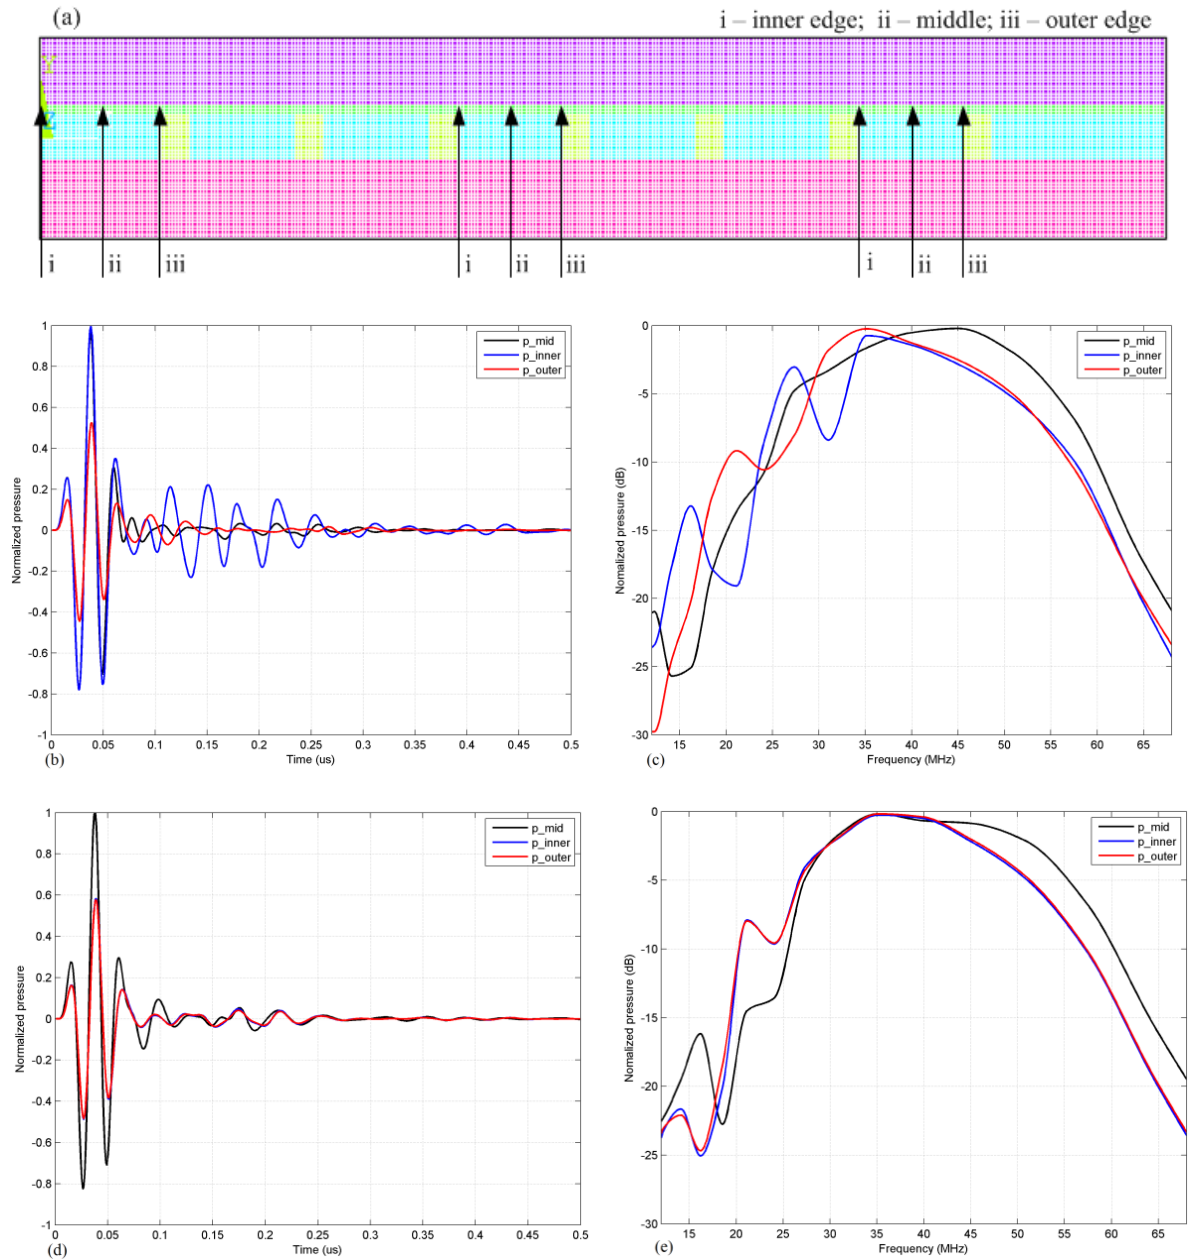 (a)
i – inner edge; ii – middle; iii – outer edge
Y
Z
i ii iii i ii iii i ii iii
1
0.8
0.6
0.4
0.2
0
-0.2
-0.4
-0.6
-0.8
-1
Normalized pressure
p_mid
p_inner
p_outer
0 0.05 0.1 0.15 0.2 0.25 0.3 0.35 0.4 0.45 0.5
(b) Time (us)
0
-5
-10
-15
-20
-25
-30
Nomalized pressure (dB)
p_mid
p_inner
p_outer
15 20 25 30 35 40 45 50 55 60 65
(c) Frequency (MHz)
1
0.8
0.6
0.4
0.2
0
-0.2
-0.4
-0.6
-0.8
-1
Normalized pressure
p_mid
p_inner
p_outer
0 0.05 0.1 0.15 0.2 0.25 0.3 0.35 0.4 0.45 0.5
(d) Time (us)
0
-5
-10
-15
-20
-25
-30
Normalized pressure (dB)
p_mid
p_inner
p_outer
15 20 25 30 35 40 45 50 55 60 65
(e) Frequency (MHz)